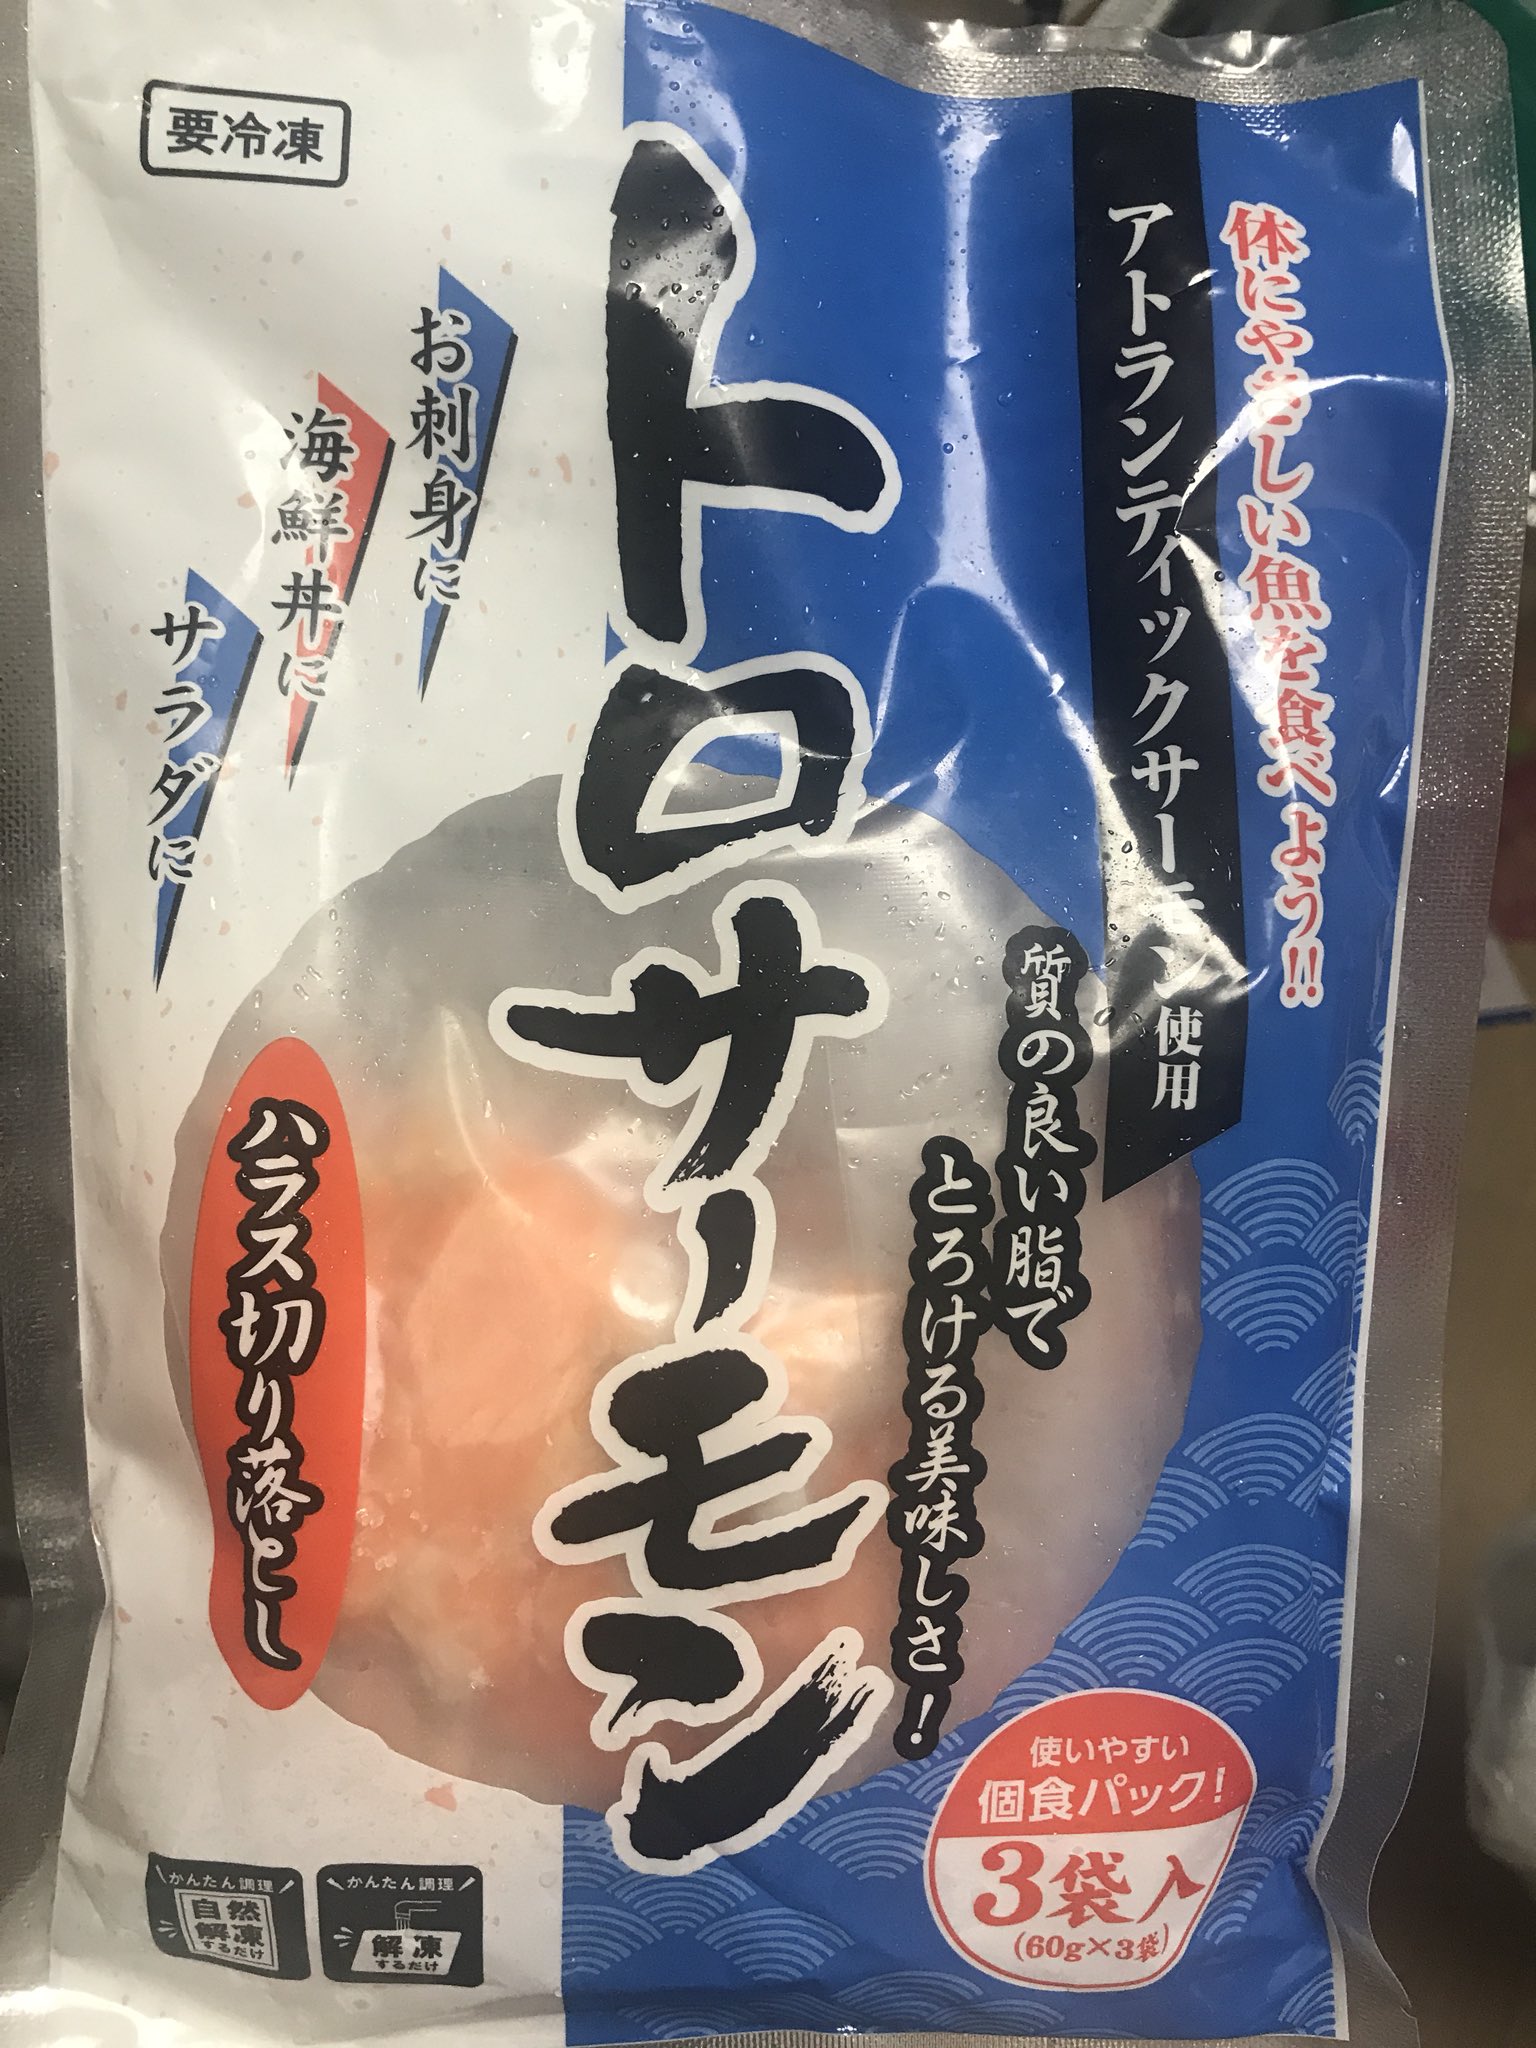 体にやさしい魚を食べよう!!
アトランティックサーモン使用
トロサーモン
質の良い脂で
とろける美味しさ!
要冷凍
お刺身に
海鮮丼に
サラダに
ハラス切り落とし
使いやすい
個食パック!
3袋入
(60g×3袋)
かんたん調理
自然
解凍
するだけ
かんたん調理
解凍
するだけ